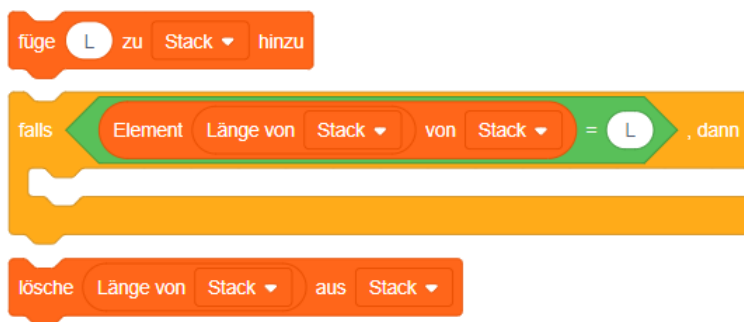 füge L zu Stack hinzu
falls Element Länge von Stack von Stack = L , dann
lösche Länge von Stack aus Stack